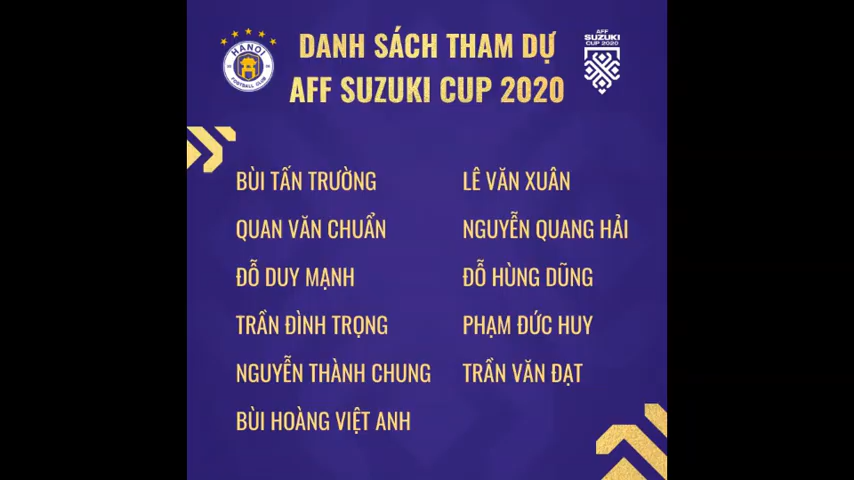 HANOI
FOOTBALL CLUB
DANH SÁCH THAM DỰ
AFF SUZUKI CUP 2020
AFF
SUZUKI
CUP 2020
BÙI TẤN TRƯỜNG
QUAN VĂN CHUẨN
ĐỖ DUY MẠNH
TRẦN ĐÌNH TRỌNG
NGUYỄN THÀNH CHUNG
BÙI HOÀNG VIỆT ANH
LÊ VĂN XUÂN
NGUYỄN QUANG HẢI
ĐỖ HÙNG DŨNG
PHẠM ĐỨC HUY
TRẦN VĂN ĐẠT